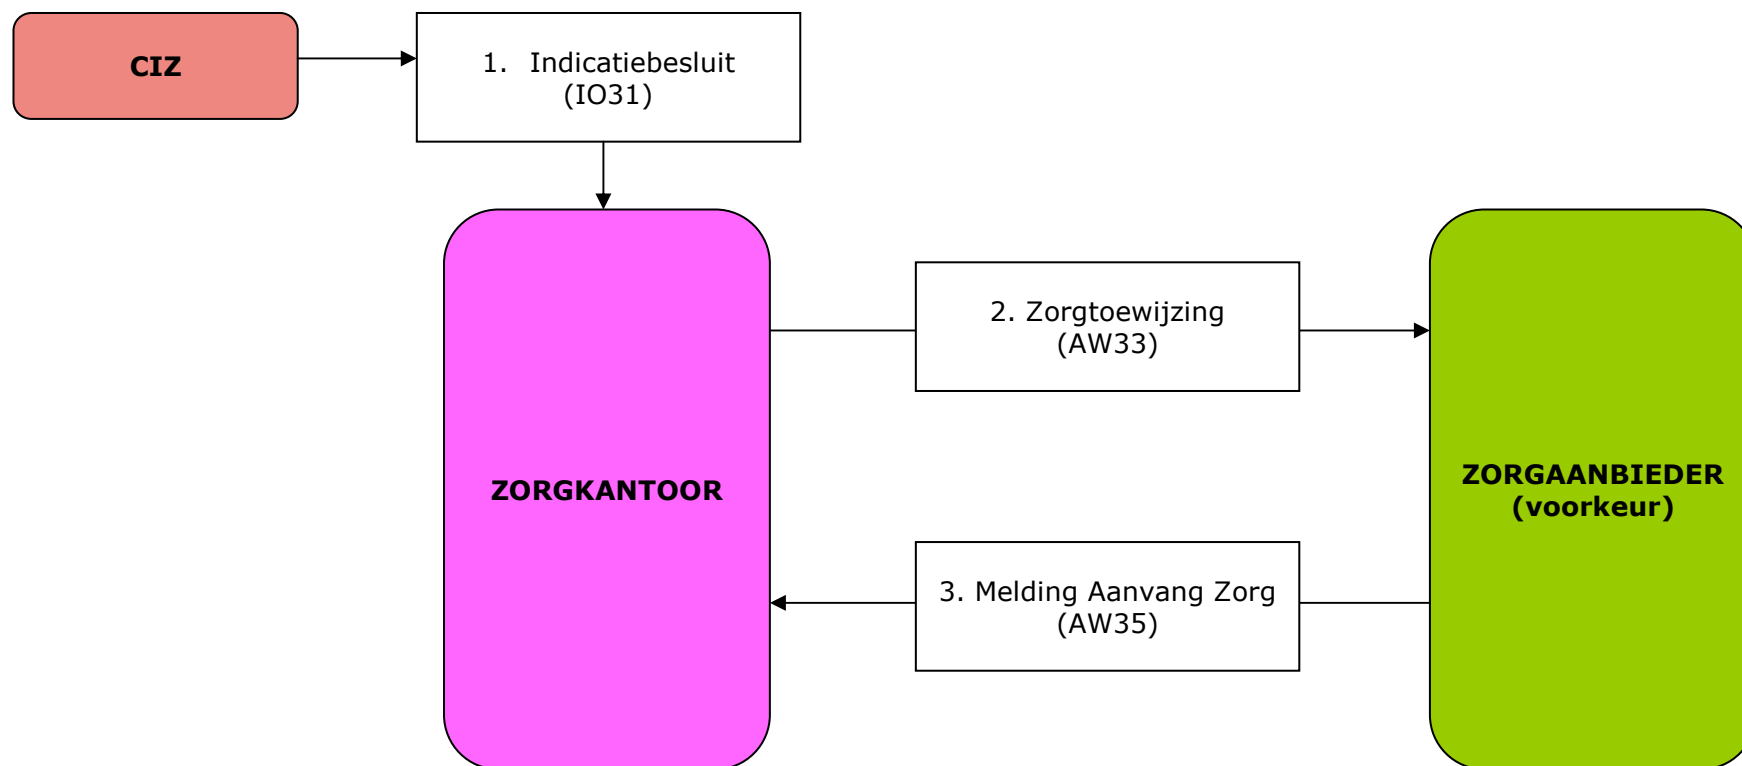 CIZ
1. Indicatiebesluit
(IO31)
2. Zorgtoewijzing
(AW33)
ZORGKANTOOR
ZORGAANBIEDER
(voorkeur)
3. Melding Aanvang Zorg
(AW35)